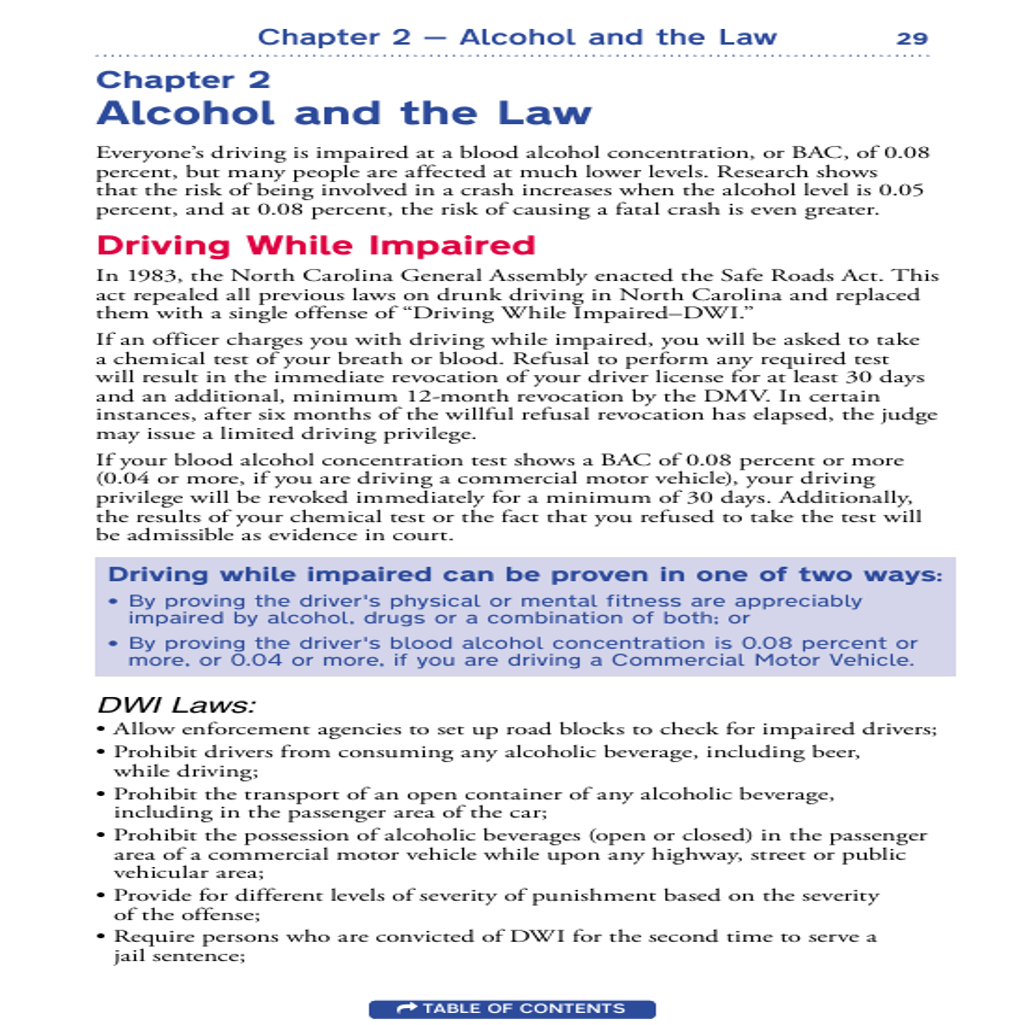 Chapter 2 — Alcohol and the Law 29
Chapter 2
Alcohol and the Law
Everyone's driving is impaired at a blood alcohol concentration, or BAC, of 0.08
percent, but many people are affected at much lower levels. Research shows
that the risk of being involved in a crash increases when the alcohol level is 0.05
percent, and at 0.08 percent, the risk of causing a fatal crash is even greater.
Driving While Impaired
In 1983, the North Carolina General Assembly enacted the Safe Roads Act. This
act repealed all previous laws on drunk driving in North Carolina and replaced
them with a single offense of “Driving While Impaired–DWI.”
If an officer charges you with driving while impaired, you will be asked to take
a chemical test of your breath or blood. Refusal to perform any required test
will result in the immediate revocation of your driver license for at least 30 days
and an additional, minimum 12-month revocation by the DMV. In certain
instances, after six months of the willful refusal revocation has elapsed, the judge
may issue a limited driving privilege.
If your blood alcohol concentration test shows a BAC of 0.08 percent or more
(0.04 or more, if you are driving a commercial motor vehicle), your driving
privilege will be revoked immediately for a minimum of 30 days. Additionally,
the results of your chemical test or the fact that you refused to take the test will
be admissible as evidence in court.
Driving while impaired can be proven in one of two ways:
• By proving the driver's physical or mental fitness are appreciably
impaired by alcohol, drugs or a combination of both; or
• By proving the driver's blood alcohol concentration is 0.08 percent or
more, or 0.04 or more, if you are driving a Commercial Motor Vehicle.
DWI Laws:
• Allow enforcement agencies to set up road blocks to check for impaired drivers;
• Prohibit drivers from consuming any alcoholic beverage, including beer,
while driving;
• Prohibit the transport of an open container of any alcoholic beverage,
including in the passenger area of the car;
• Prohibit the possession of alcoholic beverages (open or closed) in the passenger
area of a commercial motor vehicle while upon any highway, street or public
vehicular area;
• Provide for different levels of severity of punishment based on the severity
of the offense;
• Require persons who are convicted of DWI for the second time to serve a
jail sentence;
TABLE OF CONTENTS